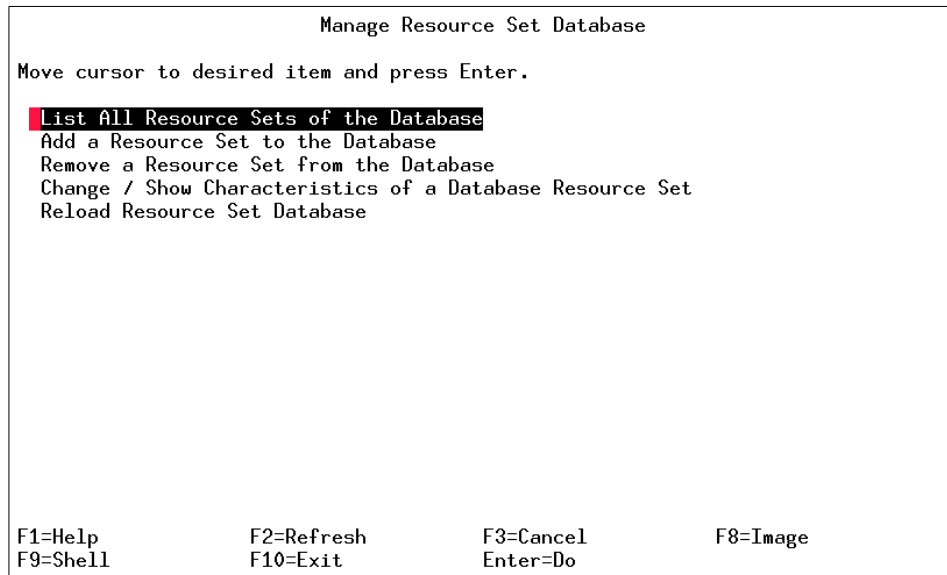 Manage Resource Set Database
Move cursor to desired item and press Enter.
List All Resource Sets of the Database
Add a Resource Set to the Database
Remove a Resource Set from the Database
Change / Show Characteristics of a Database Resource Set
Reload Resource Set Database
F1=Help F2=Refresh F3=Cancel F8=Image
F9=Shell F10=Exit Enter=Do